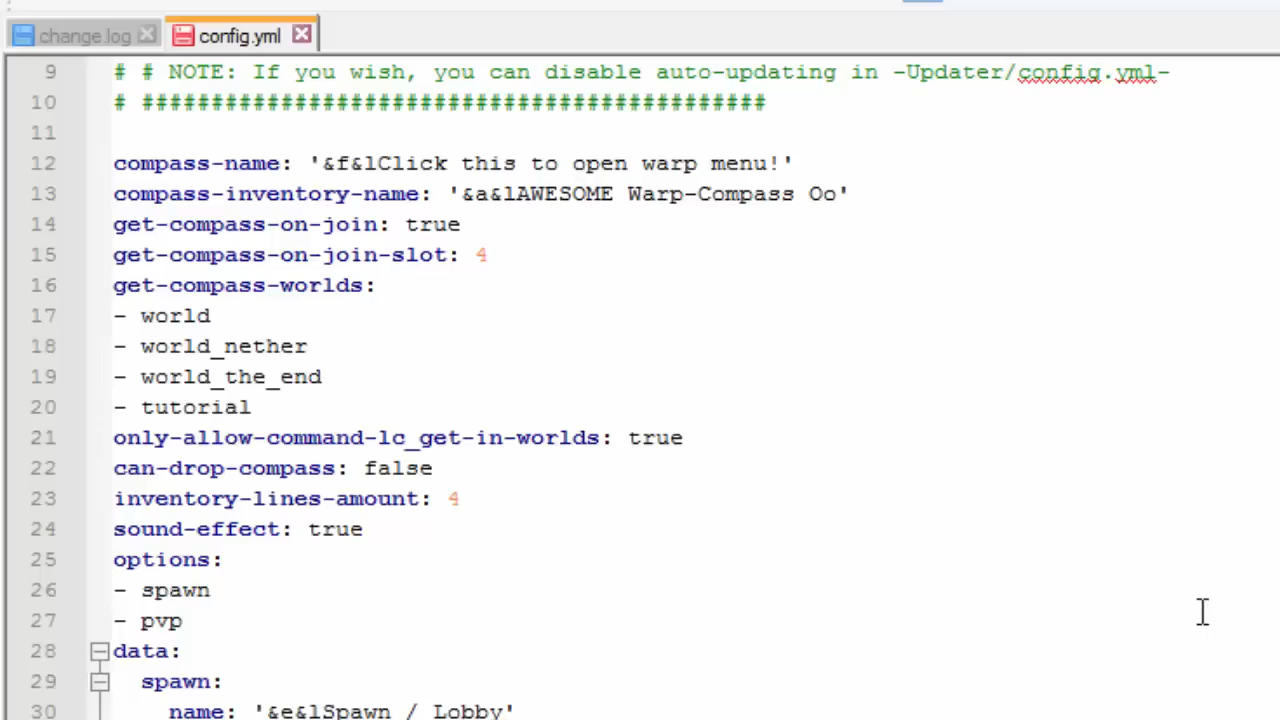 change.log config.yml
9 # # NOTE: If you wish, you can disable auto-updating in -Updater/config.yml-
10 # #############################################
11
12 compass-name: '&f&lClick this to open warp menu!'
13 compass-inventory-name: '&a&lAWESOME Warp-Compass Oo'
14 get-compass-on-join: true
15 get-compass-on-join-slot: 4
16 get-compass-worlds:
17 - world
18 - world_nether
19 - world_the_end
20 - tutorial
21 only-allow-command-lc_get-in-worlds: true
22 can-drop-compass: false
23 inventory-lines-amount: 4
24 sound-effect: true
25 options:
26 - spawn
27 - pvp
28 data:
29 spawn:
30 name: '&e&lSpawn / Lobby'